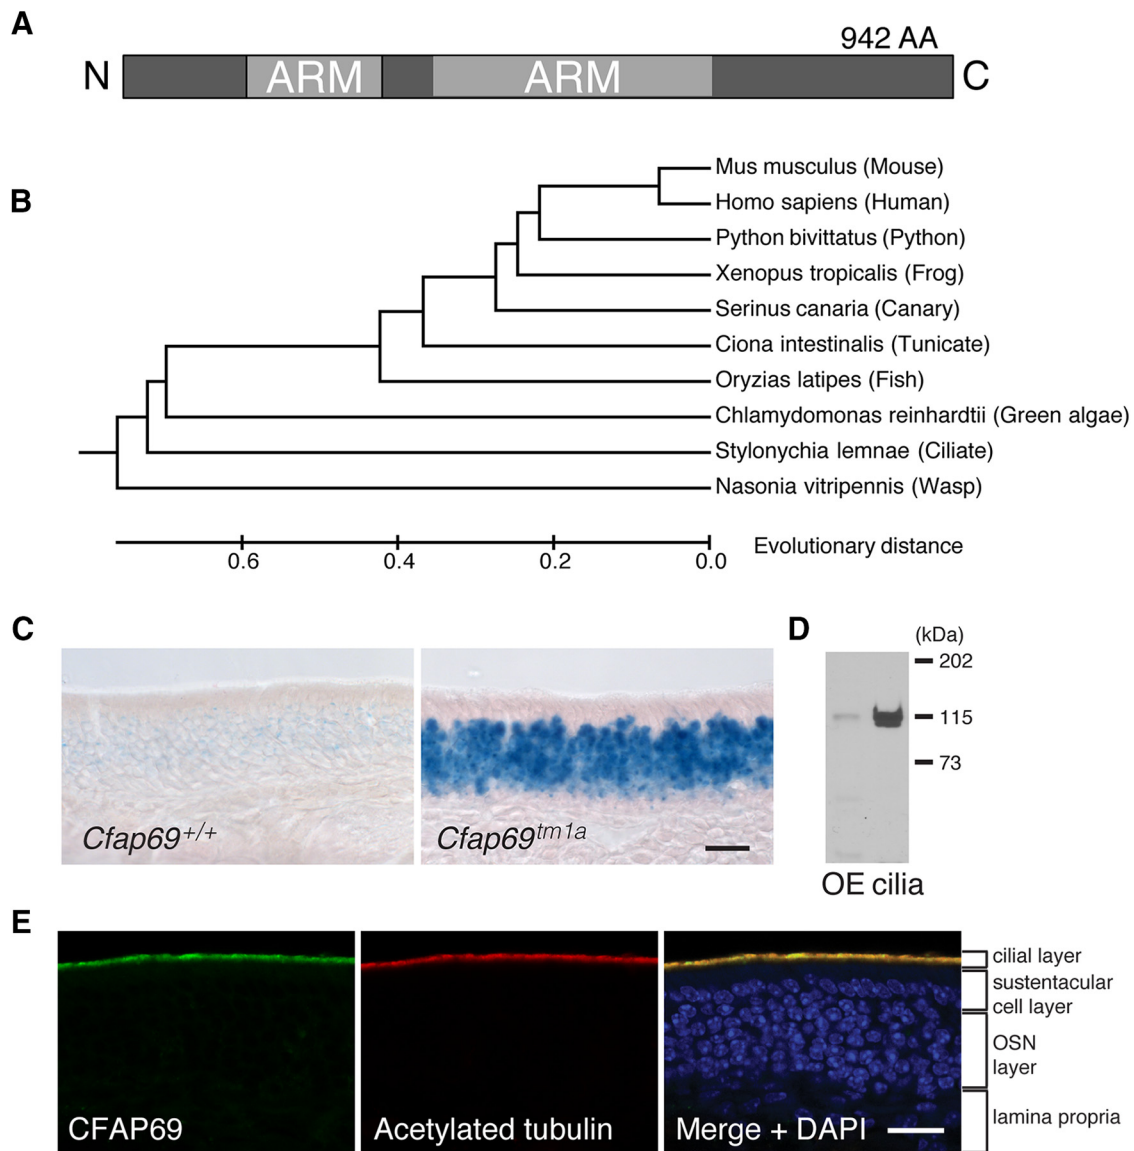 A
942 AA
N
ARM
ARM
C
B
Mus musculus (Mouse)
Homo sapiens (Human)
Python bivittatus (Python)
Xenopus tropicalis (Frog)
Serinus canaria (Canary)
Ciona intestinalis (Tunicate)
Oryzias latipes (Fish)
Chlamydomonas reinhardtii (Green algae)
Stylonychia lemnae (Ciliate)
Nasonia vitripennis (Wasp)
0.6
0.4
0.2
0.0
Evolutionary distance
C
Cfap69+/+
Cfap69tm1a
D
(kDa)
202
115
73
OE cilia
E
CFAP69
Acetylated tubulin
Merge + DAPI
cilial layer
sustentacular
cell layer
OSN
layer
lamina propria